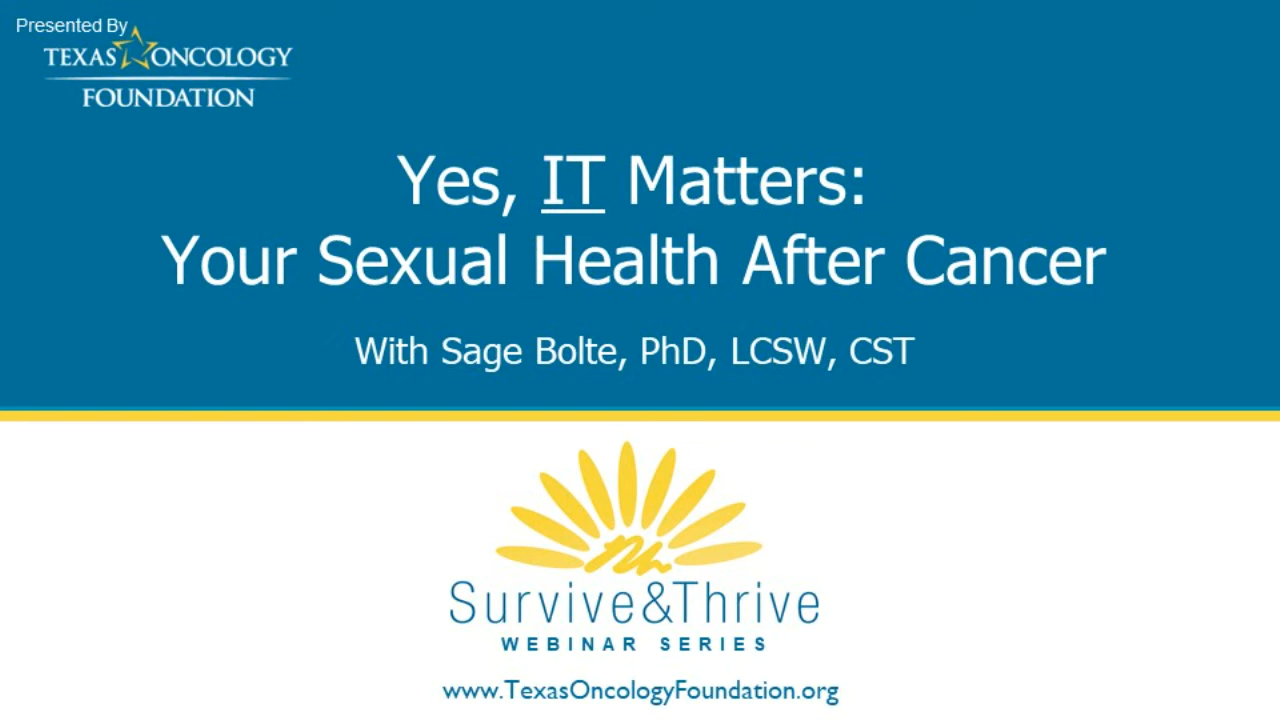 Presented By
TEXAS ONCOLOGY
FOUNDATION
Yes, IT Matters:
Your Sexual Health After Cancer
With Sage Bolte, PhD, LCSW, CST
Survive&Thrive
WEBINAR SERIES
www.TexasOncologyFoundation.org